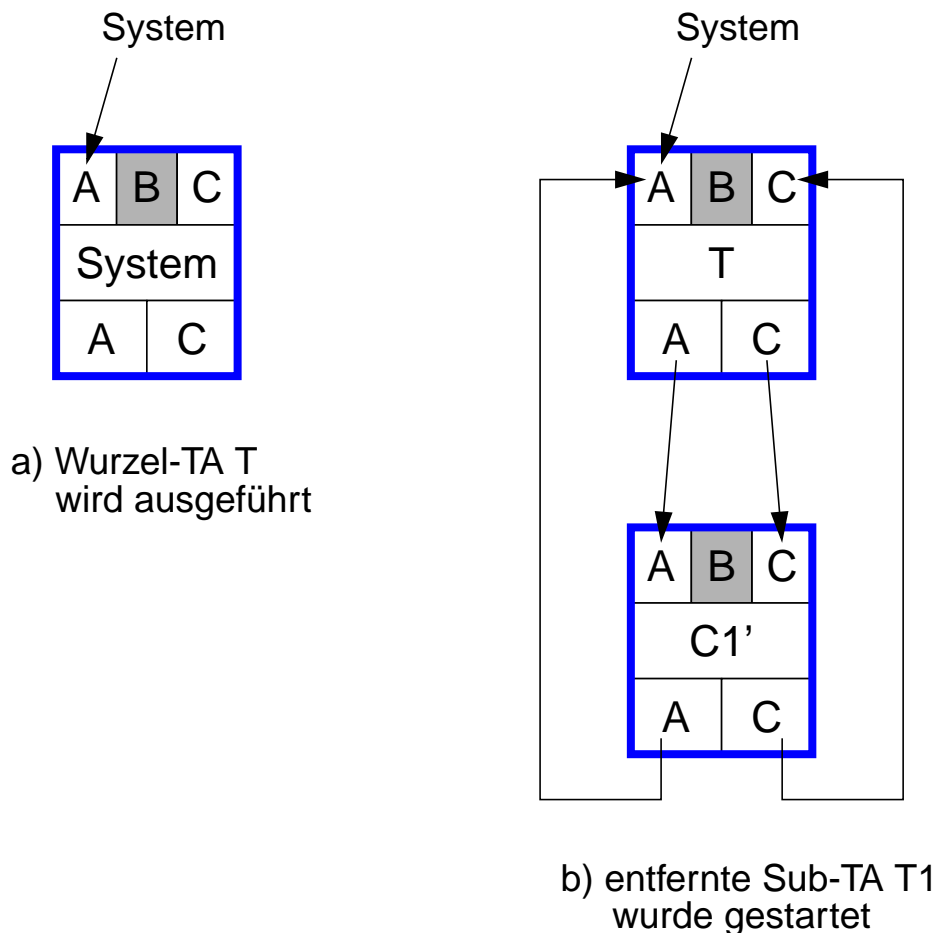 System
A B C
System
A C
a) Wurzel-TA T
wird ausgeführt
System
A B C
T
A C
A B C
C1’
A C
b) entfernte Sub-TA T1
wurde gestartet